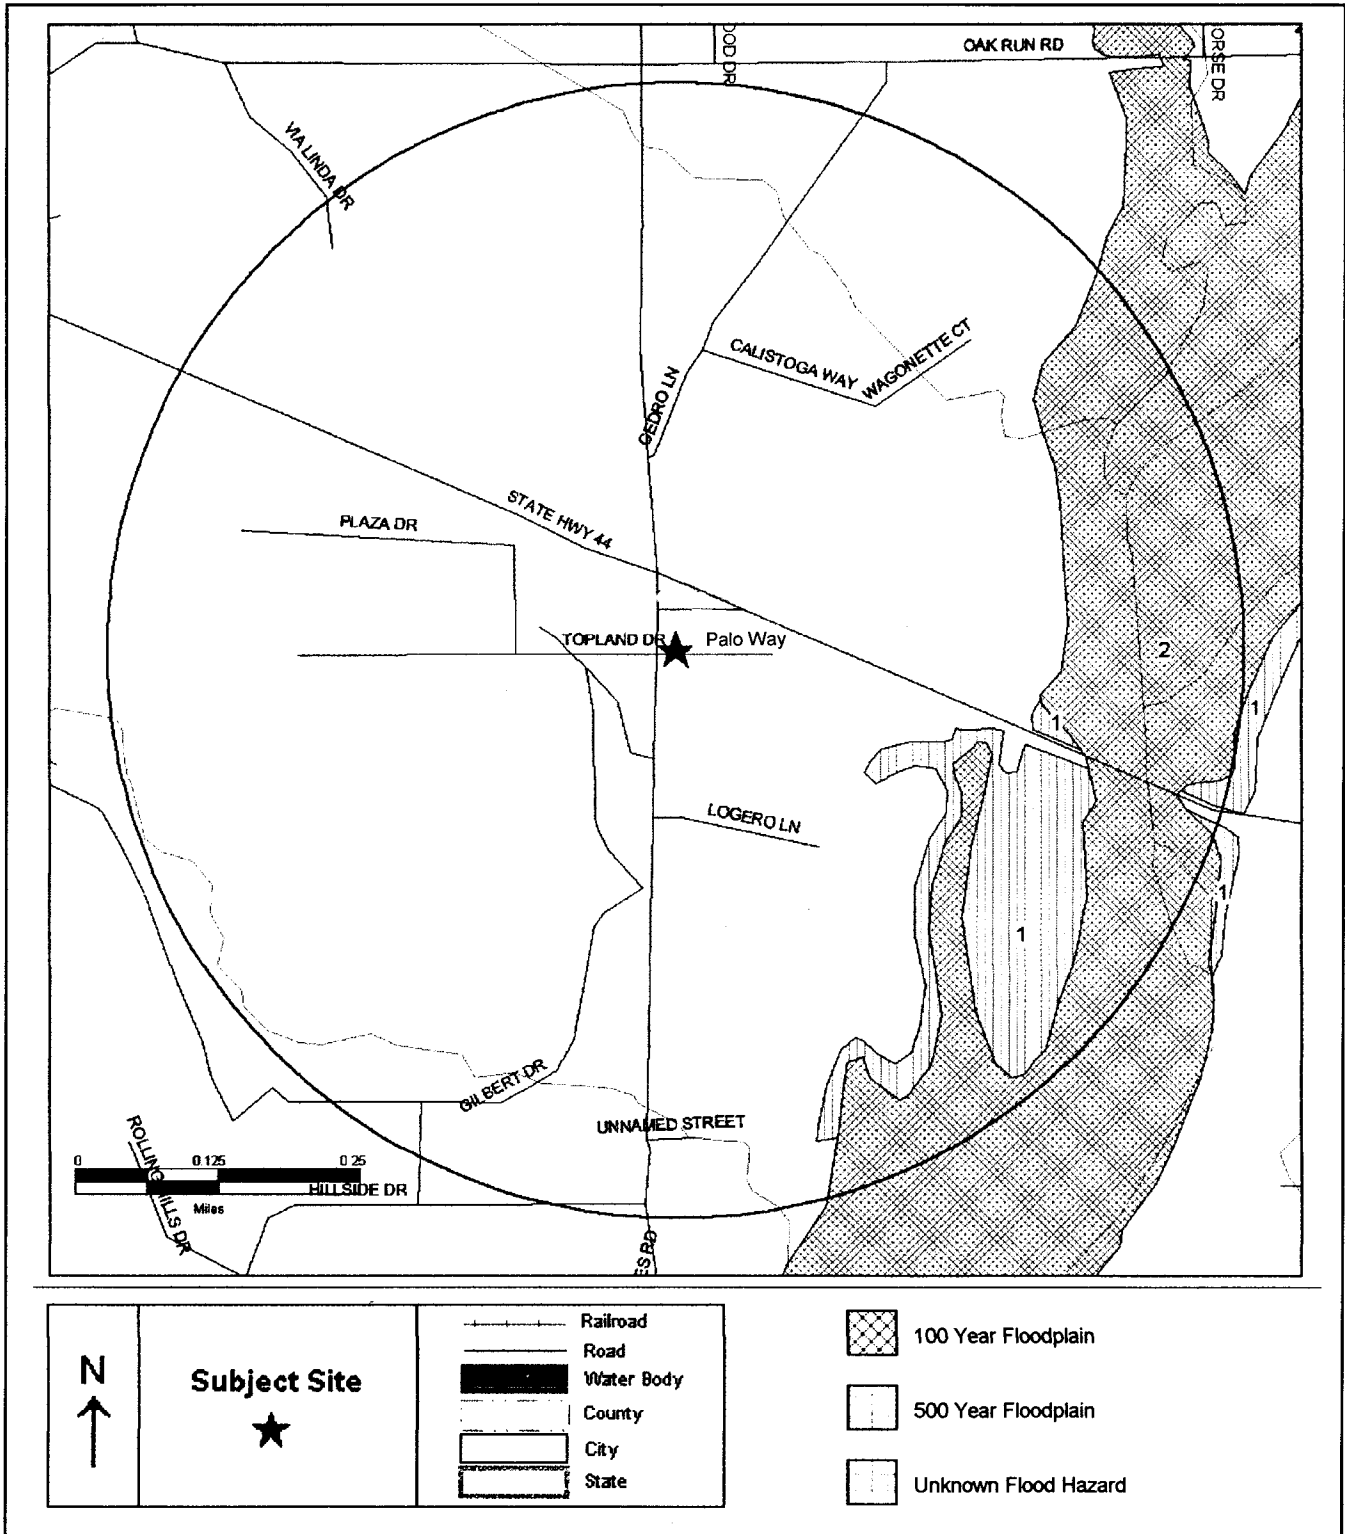 OAK RUN RD
OOD DR
ORSE DR
VIA LINDA DR
CALISTOGA WAY
WAGONETTE CT
CEDRO LN
STATE HWY 44
PLAZA DR
TOPLAND DR
Palo Way
2
1
1
LOGERO LN
1
1
GILBERT DR
UNNAMED STREET
ROLLING HILLS DR
0 0.125 0.25
Miles
HILLSIDE DR
ES RD
N
Subject Site
Railroad
Road
Water Body
County
City
State
100 Year Floodplain
500 Year Floodplain
Unknown Flood Hazard